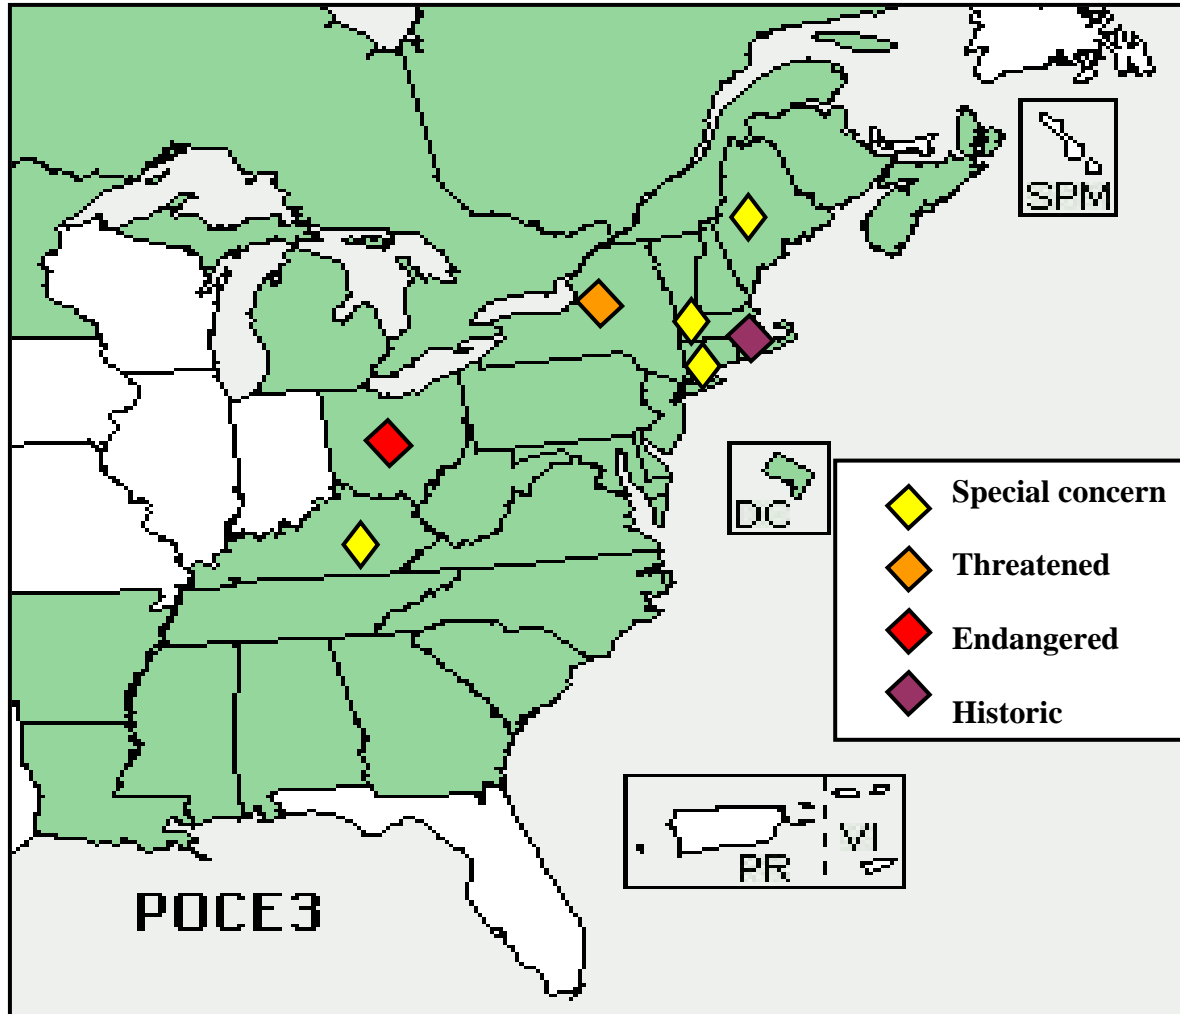 SPM
DC
Special concern
Threatened
Endangered
Historic
VI
PR
POCE3